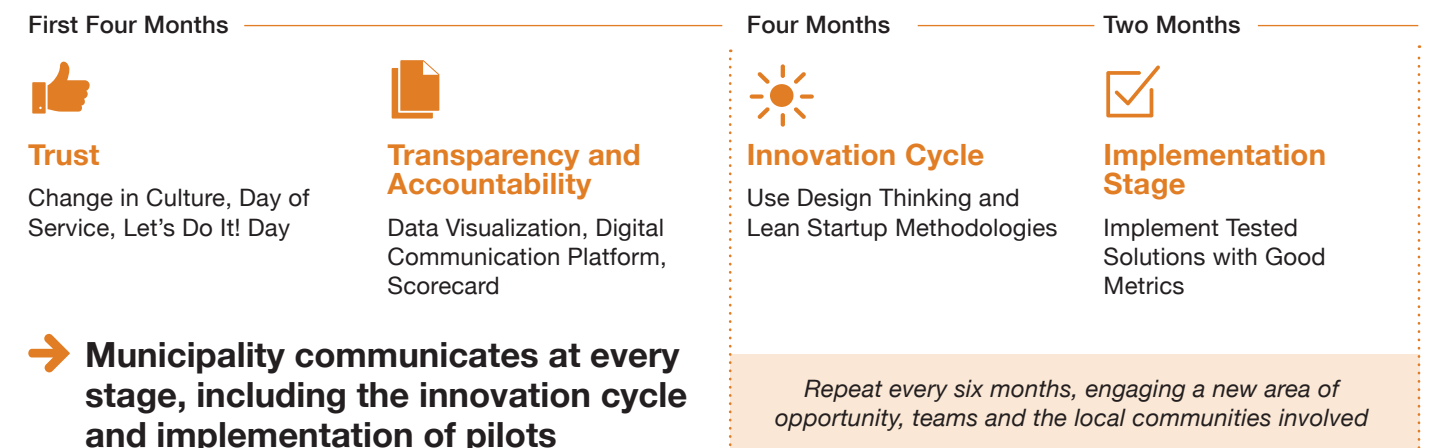 First Four Months
Trust
Change in Culture, Day of
Service, Let's Do It! Day
Transparency and
Accountability
Data Visualization, Digital
Communication Platform,
Scorecard
Four Months
Innovation Cycle
Use Design Thinking and
Lean Startup Methodologies
Two Months
Implementation
Stage
Implement Tested
Solutions with Good
Metrics
Municipality communicates at every
stage, including the innovation cycle
and implementation of pilots
Repeat every six months, engaging a new area of
opportunity, teams and the local communities involved